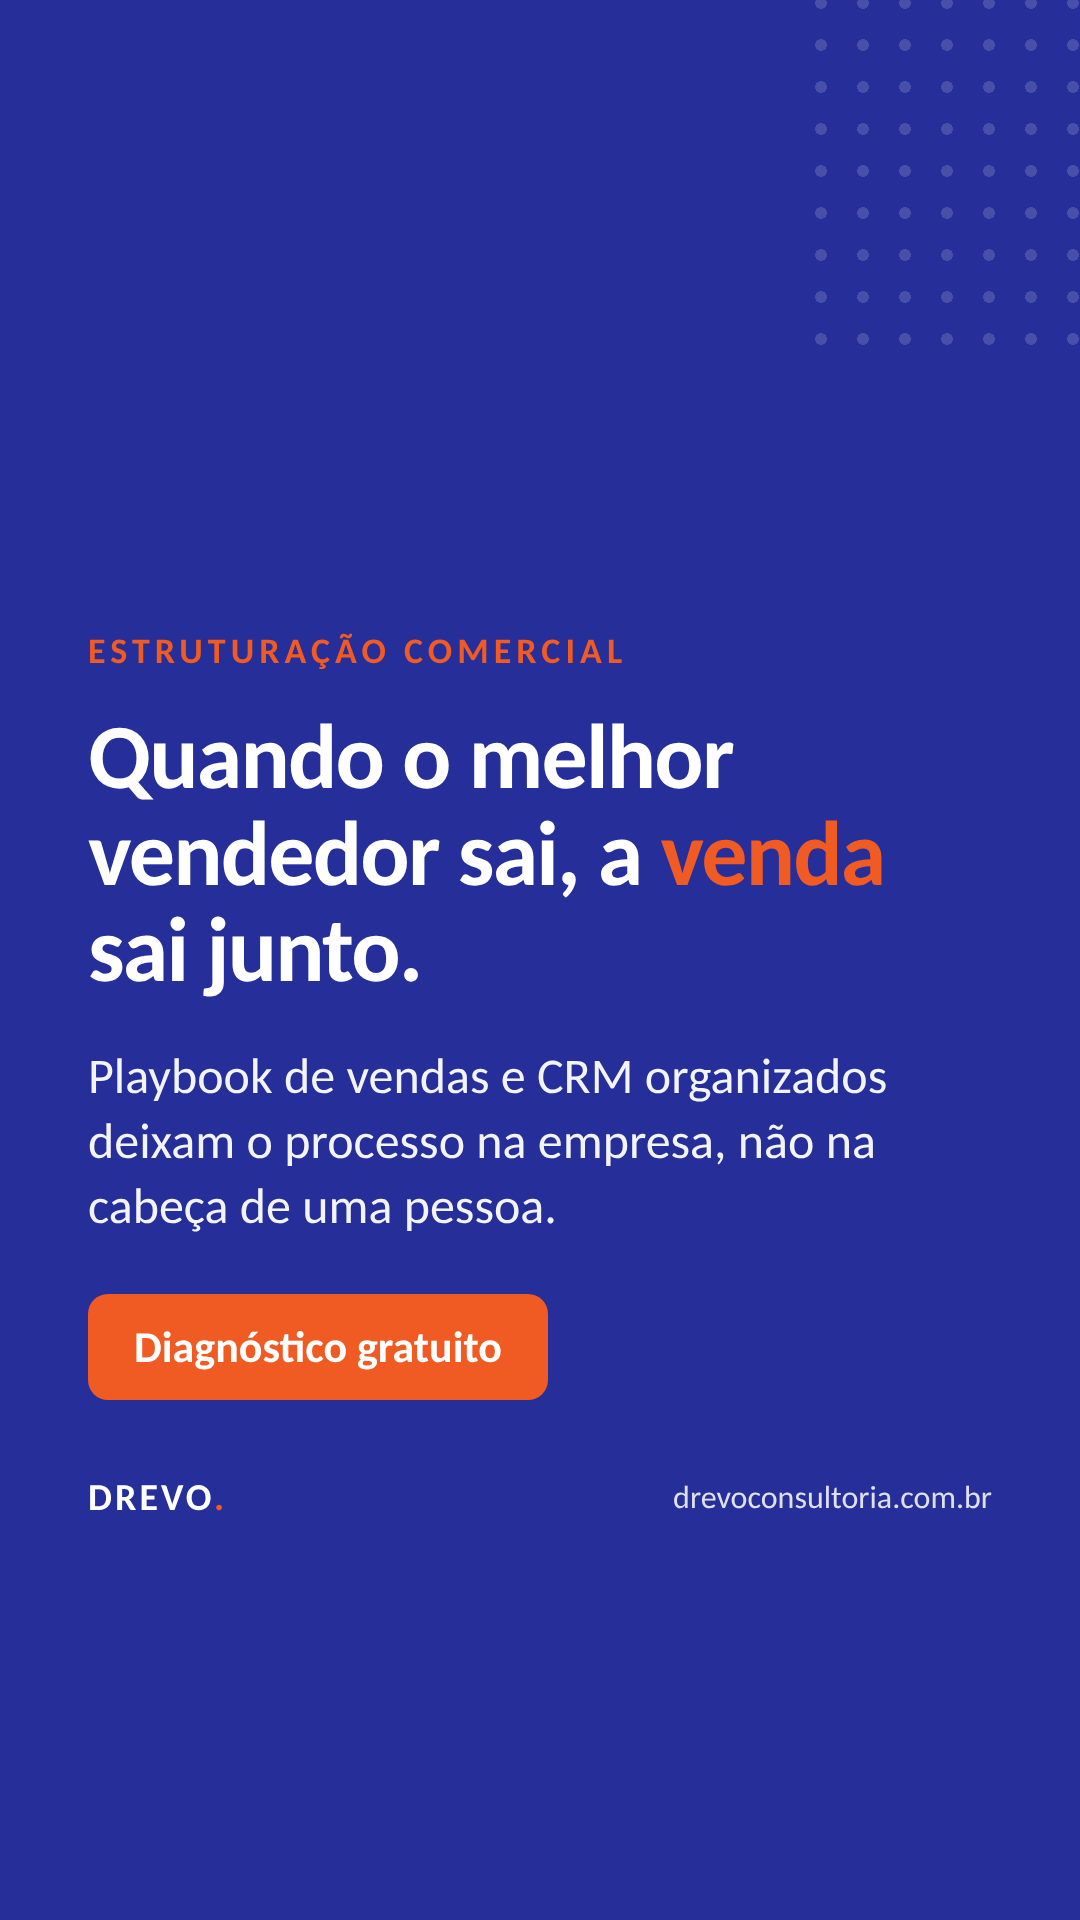 ESTRUTURAÇÃO COMERCIAL
Quando o melhor
vendedor sai, a venda
sai junto.
Playbook de vendas e CRM organizados
deixam o processo na empresa, não na
cabeça de uma pessoa.
Diagnóstico gratuito
DREVO.
drevoconsultoria.com.br